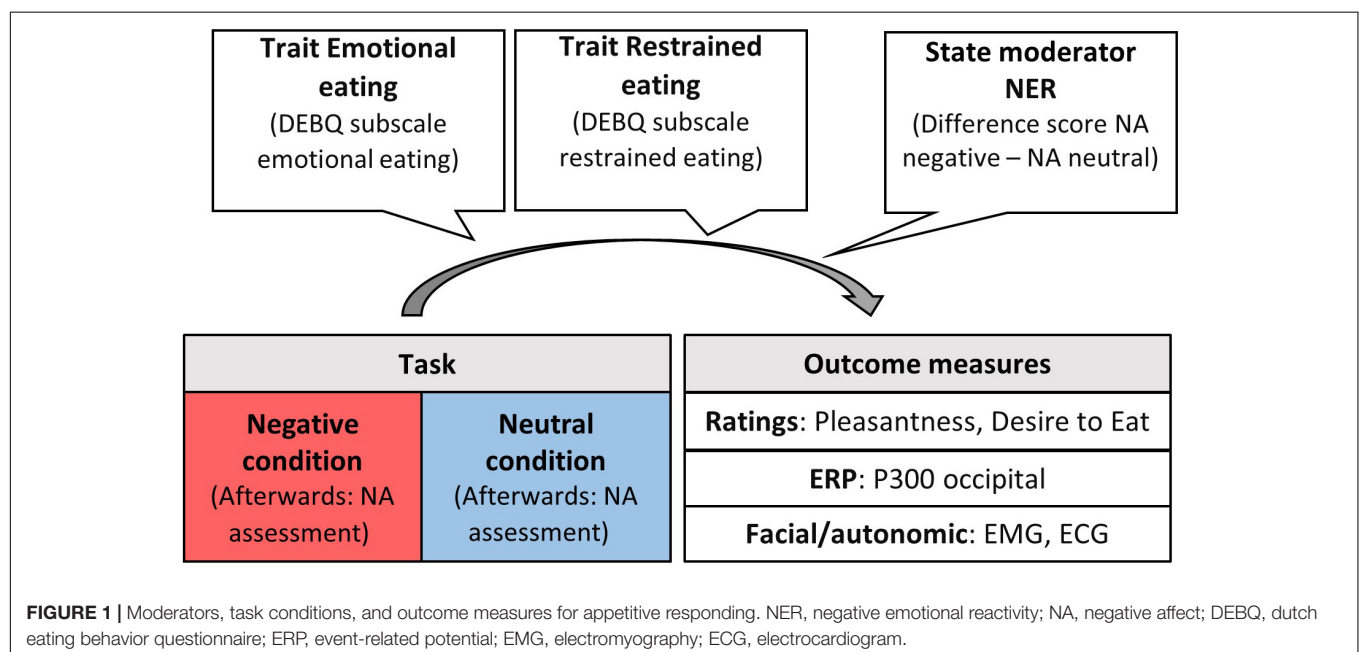 Trait Emotional
eating
(DEBQ subscale
emotional eating)
Trait Restrained
eating
(DEBQ subscale
restrained eating)
State moderator
NER
(Difference score NA
negative – NA neutral)
Task
Negative
condition
(Afterwards: NA
assessment)
Neutral
condition
(Afterwards: NA
assessment)
Outcome measures
Ratings: Pleasantness, Desire to Eat
ERP: P300 occipital
Facial/autonomic: EMG, ECG
FIGURE 1 | Moderators, task conditions, and outcome measures for appetitive responding. NER, negative emotional reactivity; NA, negative affect; DEBQ, dutch
eating behavior questionnaire; ERP, event-related potential; EMG, electromyography; ECG, electrocardiogram.